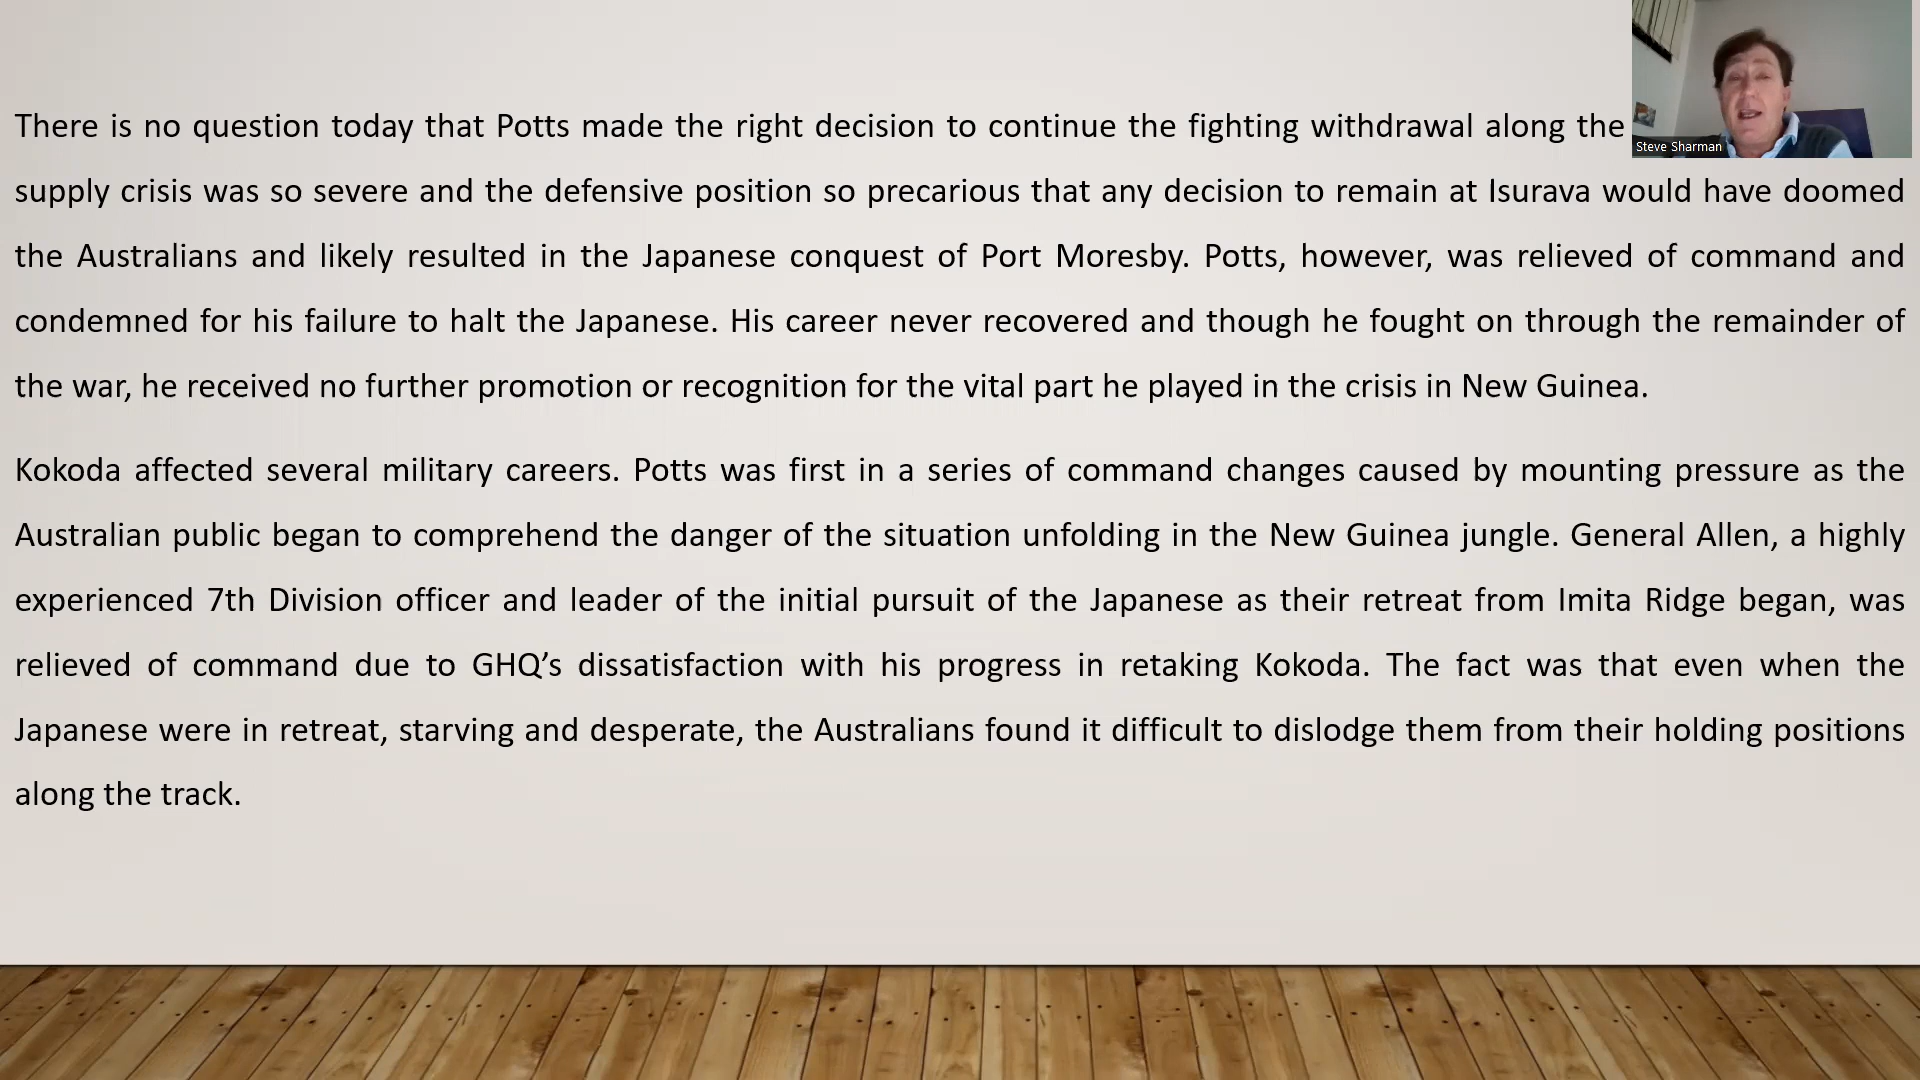 There is no question today that Potts made the right decision to continue the fighting withdrawal along the
supply crisis was so severe and the defensive position so precarious that any decision to remain at Isurava would have doomed
the Australians and likely resulted in the Japanese conquest of Port Moresby. Potts, however, was relieved of command and
condemned for his failure to halt the Japanese. His career never recovered and though he fought on through the remainder of
the war, he received no further promotion or recognition for the vital part he played in the crisis in New Guinea.
Kokoda affected several military careers. Potts was first in a series of command changes caused by mounting pressure as the
Australian public began to comprehend the danger of the situation unfolding in the New Guinea jungle. General Allen, a highly
experienced 7th Division officer and leader of the initial pursuit of the Japanese as their retreat from Imita Ridge began, was
relieved of command due to GHQ’s dissatisfaction with his progress in retaking Kokoda. The fact was that even when the
Japanese were in retreat, starving and desperate, the Australians found it difficult to dislodge them from their holding positions
along the track.
Steve Sharman